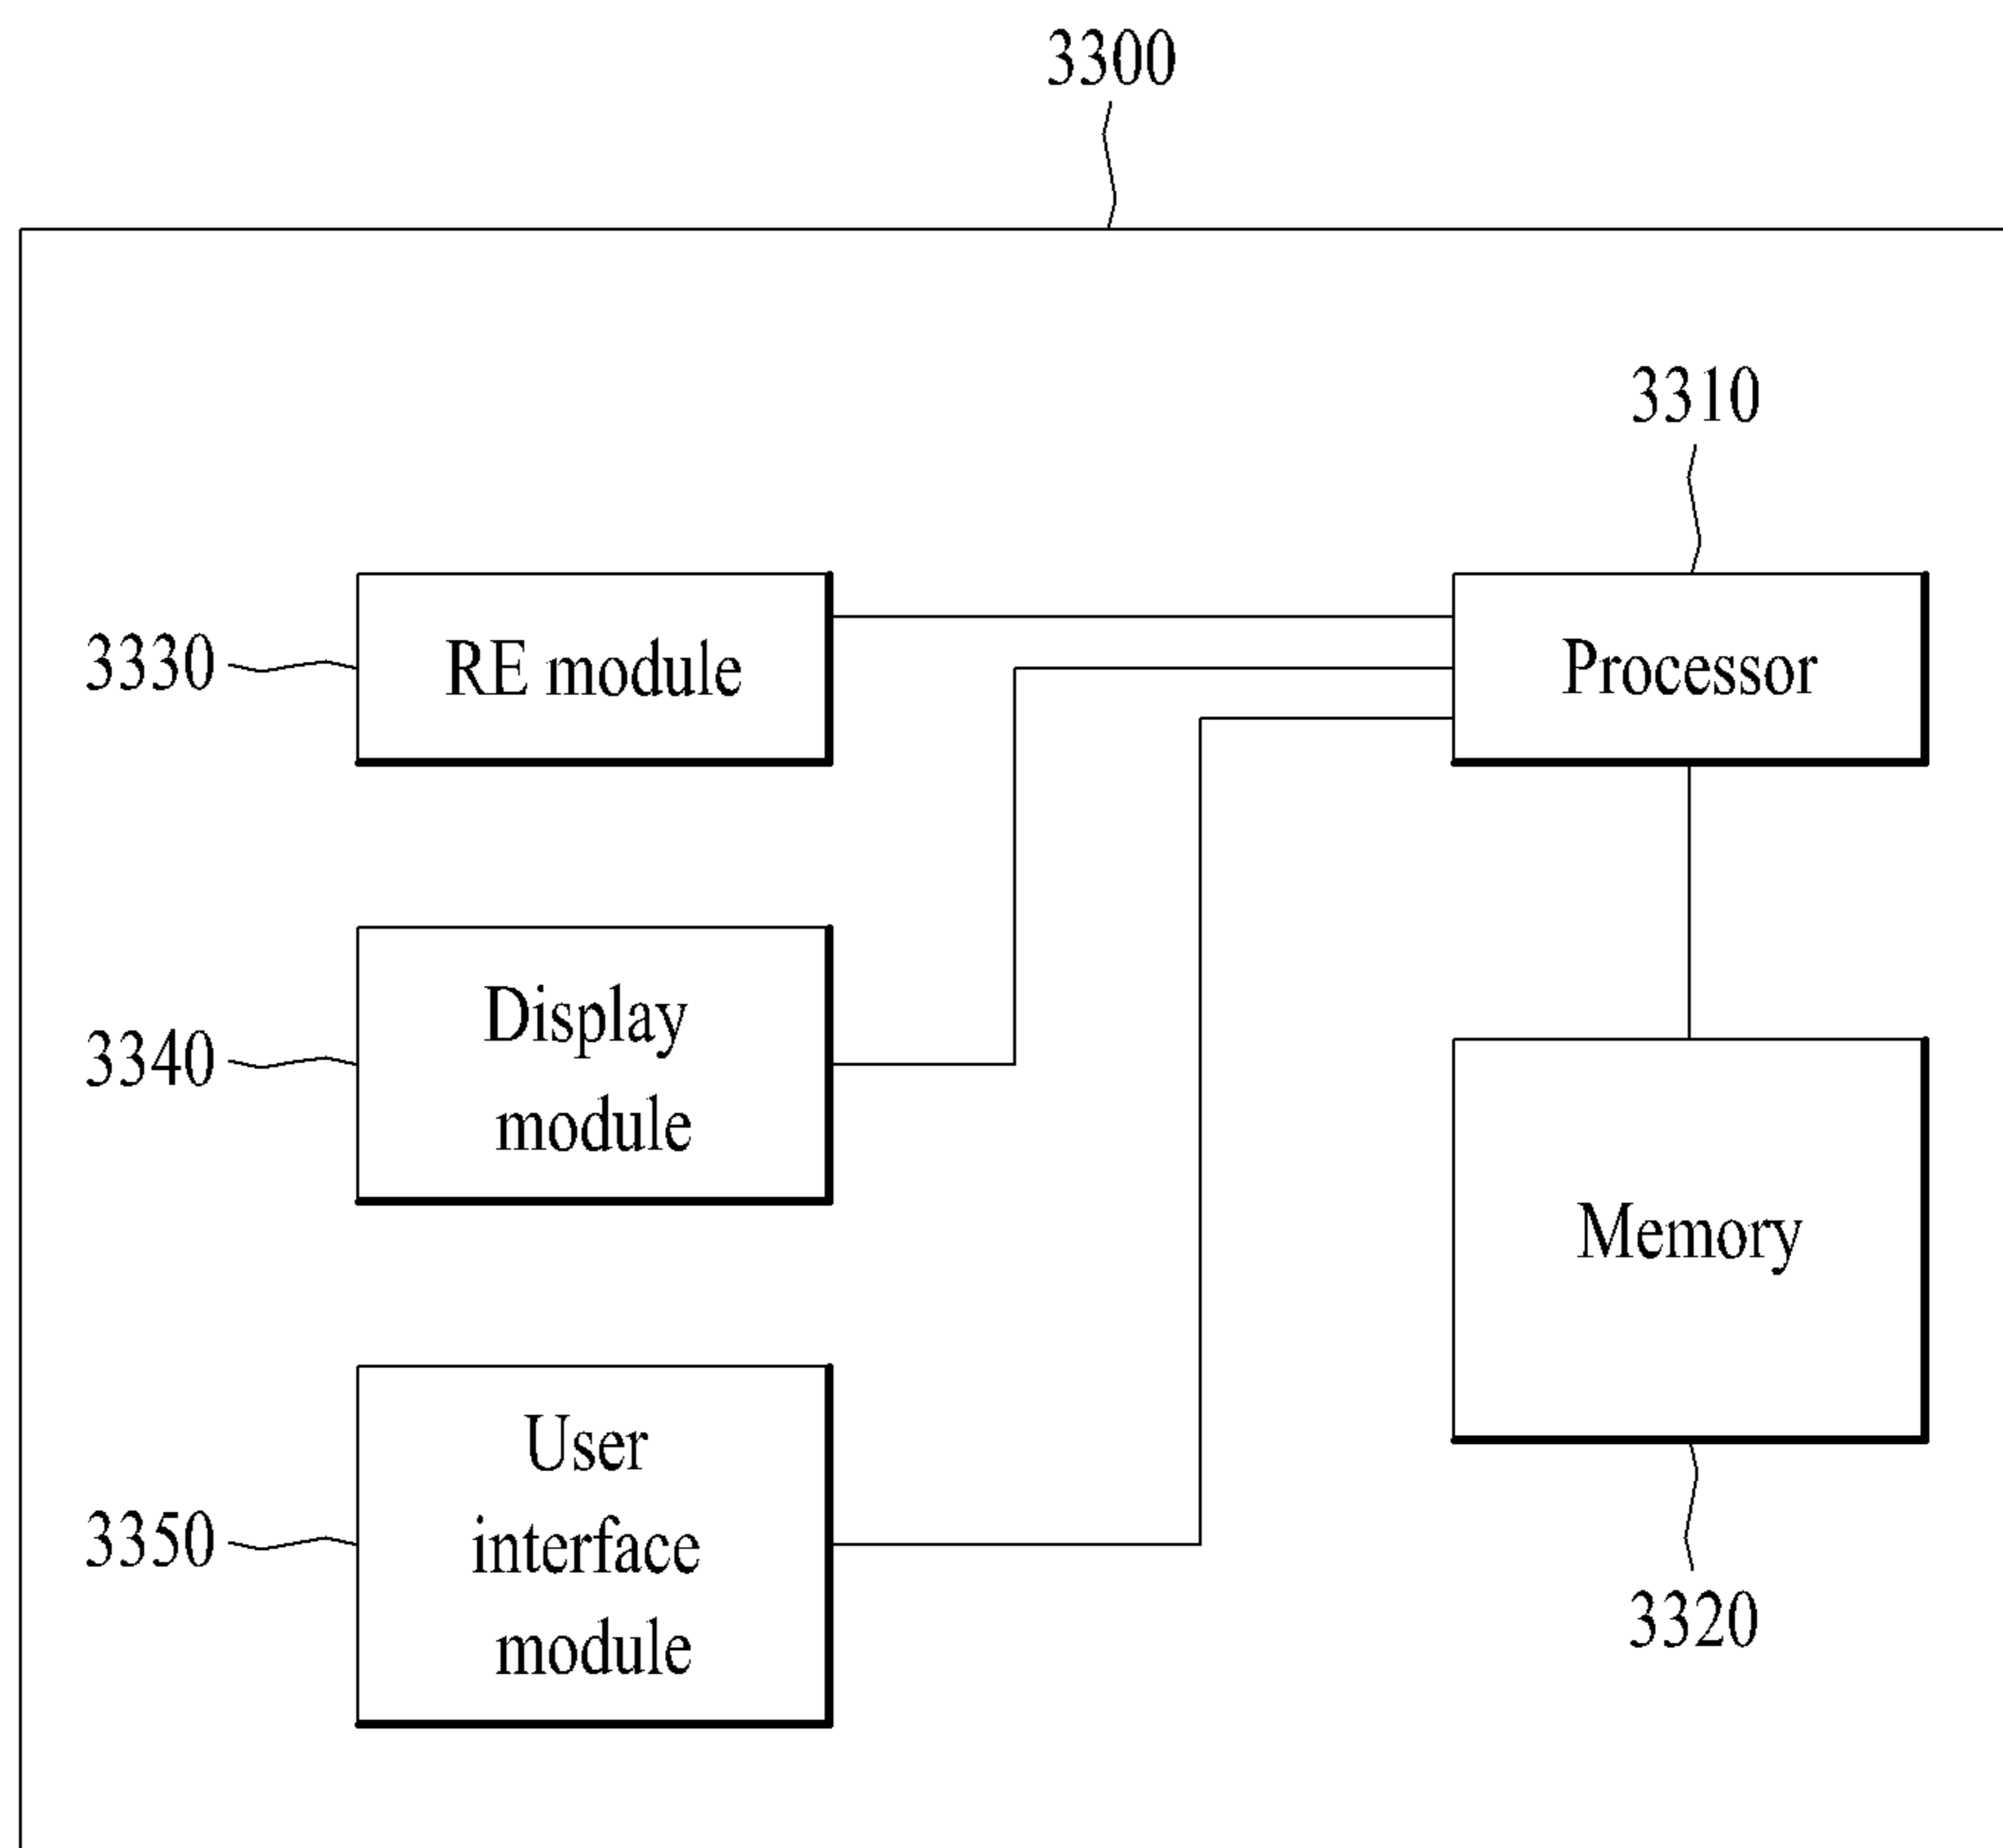 3300
3310
3330
RE module
Processor
3340
Display
module
Memory
3350
User
interface
module
3320